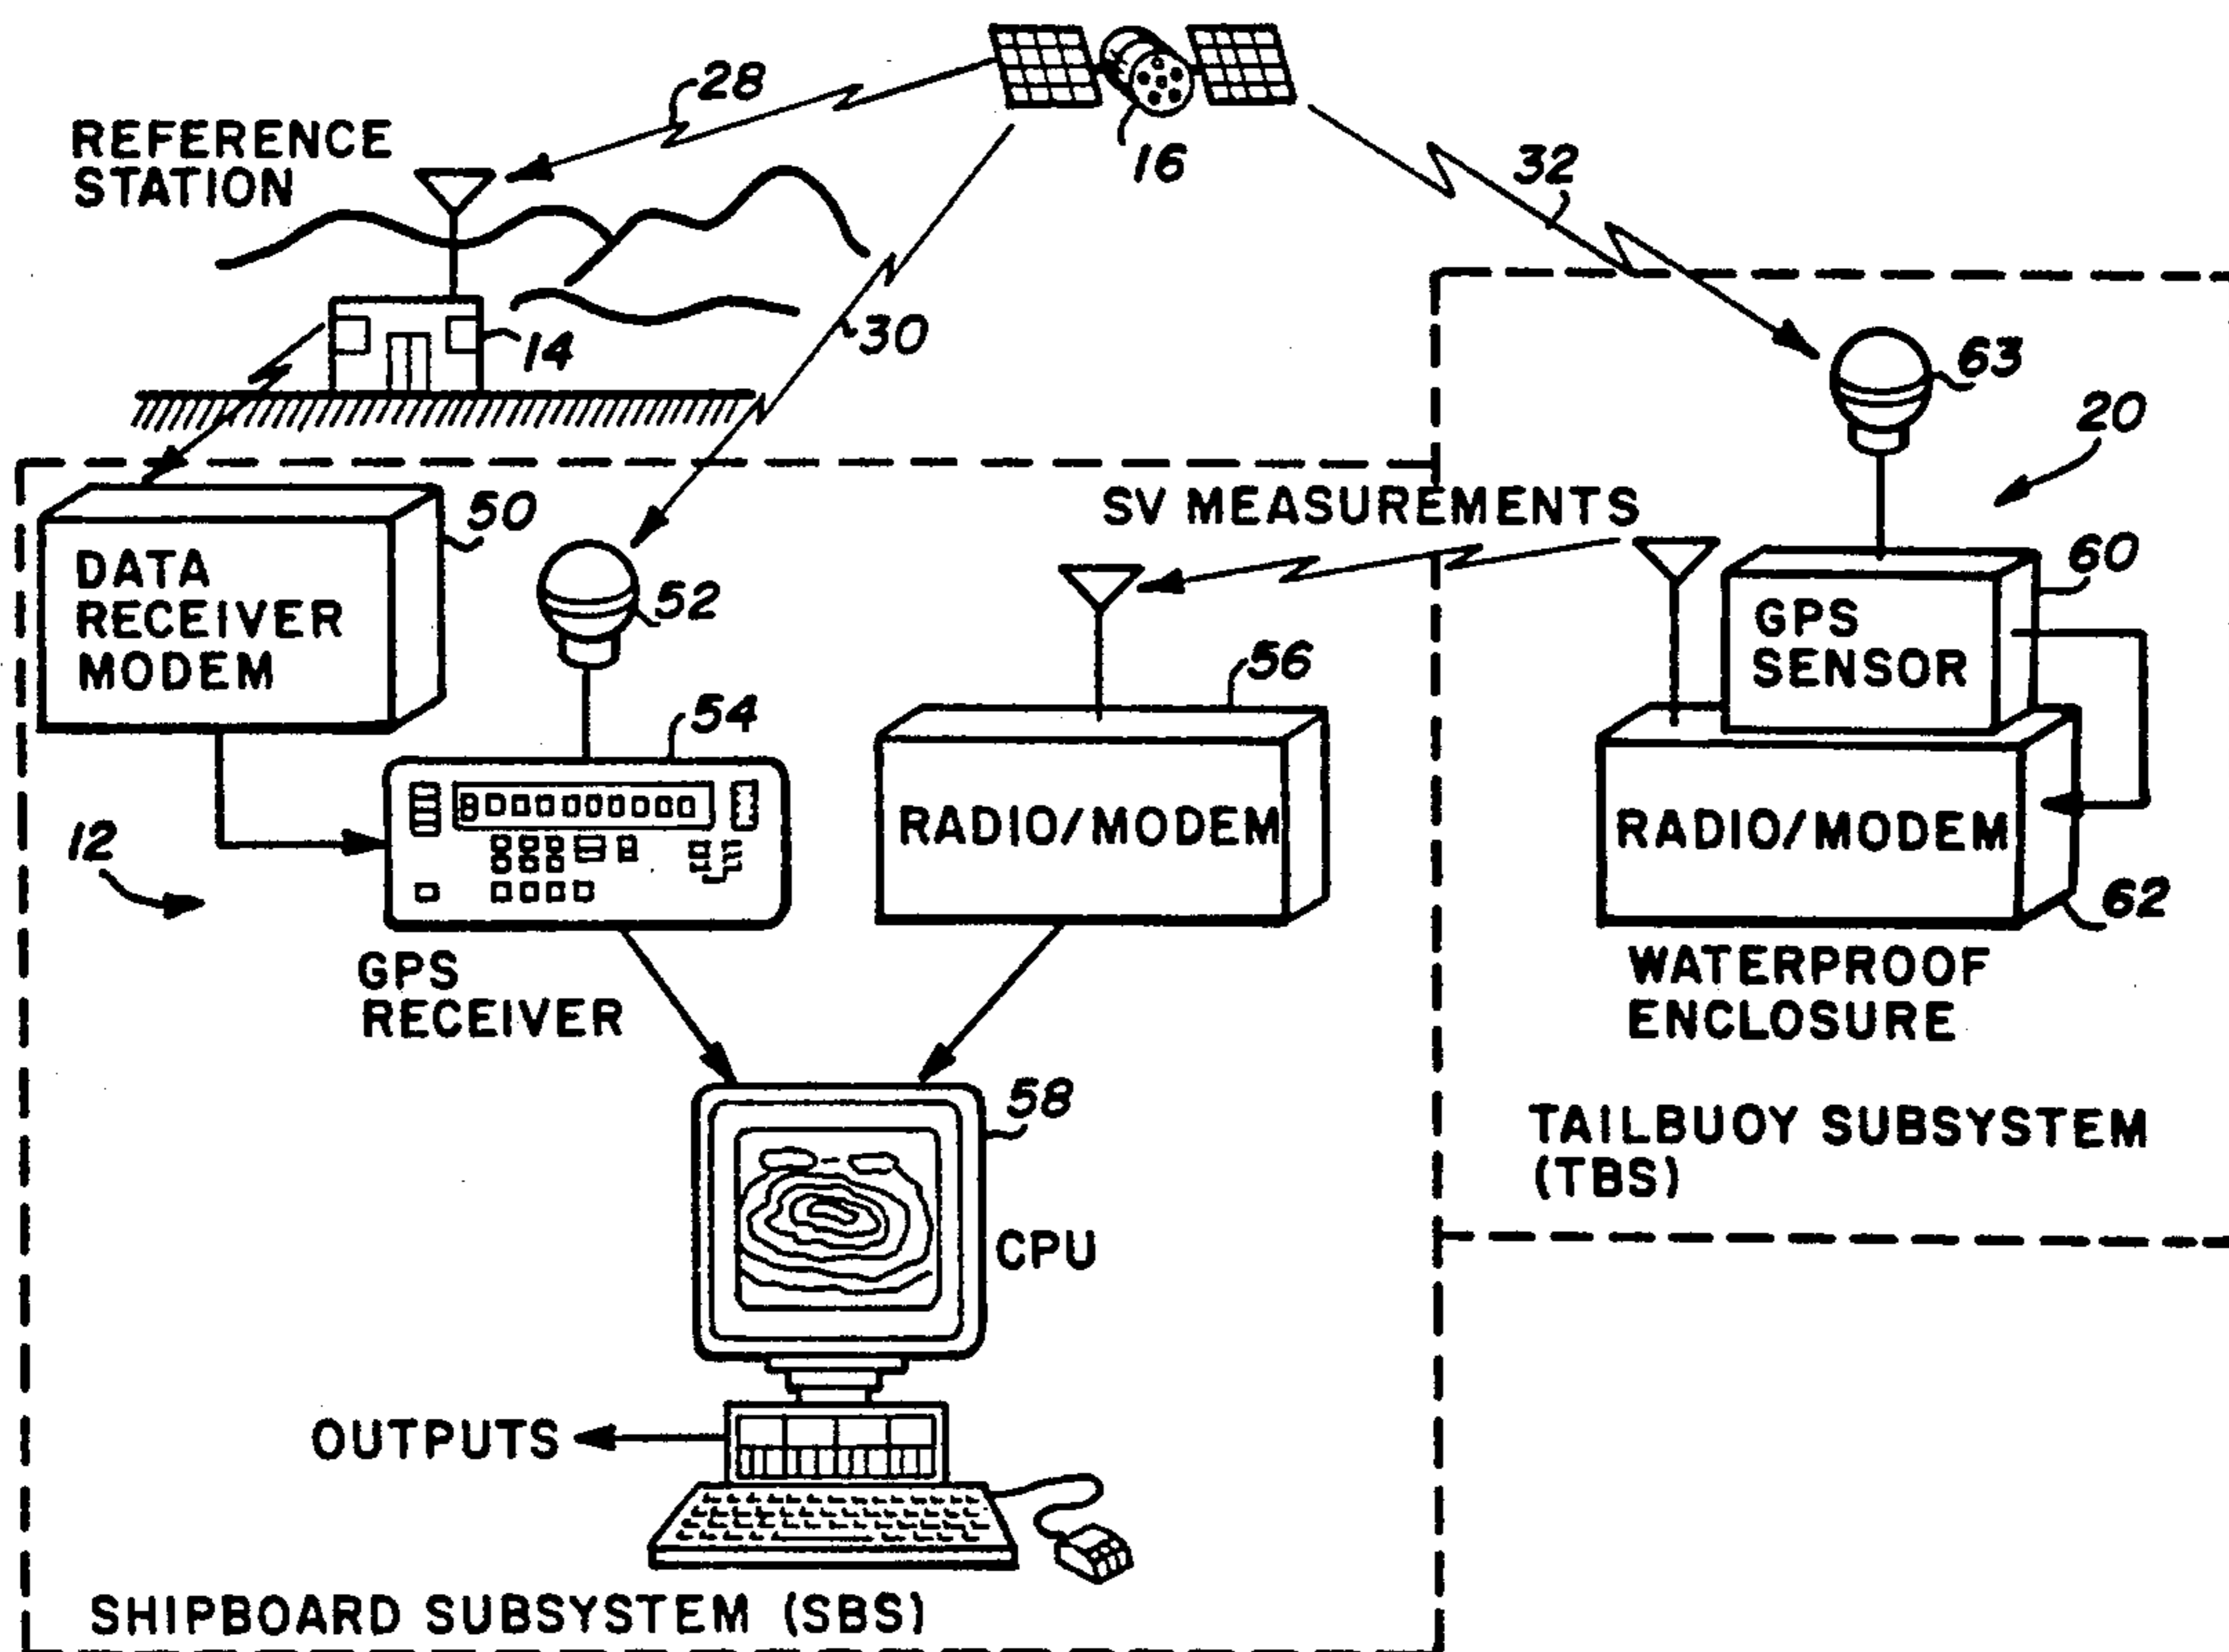 28
REFERENCE
STATION
16
32
30
14
63
20
SV MEASUREMENTS
50
DATA
RECEIVER
MODEM
52
60
GPS
SENSOR
56
54
RADIO/MODEM
RADIO/MODEM
12
62
GPS
RECEIVER
WATERPROOF
ENCLOSURE
58
TAILBUOY SUBSYSTEM
(TBS)
CPU
OUTPUTS
SHIPBOARD SUBSYSTEM (SBS)